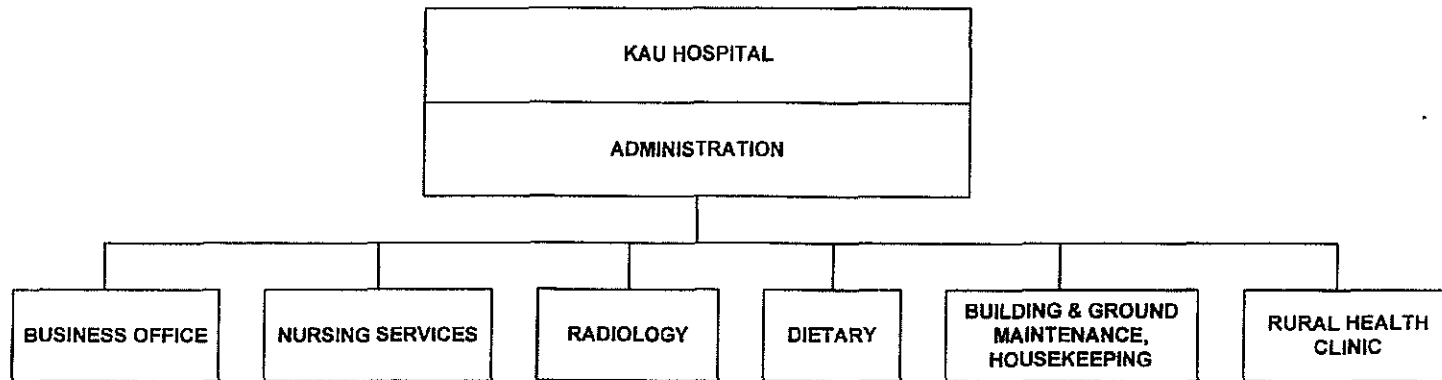 KAU HOSPITAL
ADMINISTRATION
BUSINESS OFFICE
NURSING SERVICES
RADIOLOGY
DIETARY
BUILDING & GROUND
MAINTENANCE,
HOUSEKEEPING
RURAL HEALTH
CLINIC